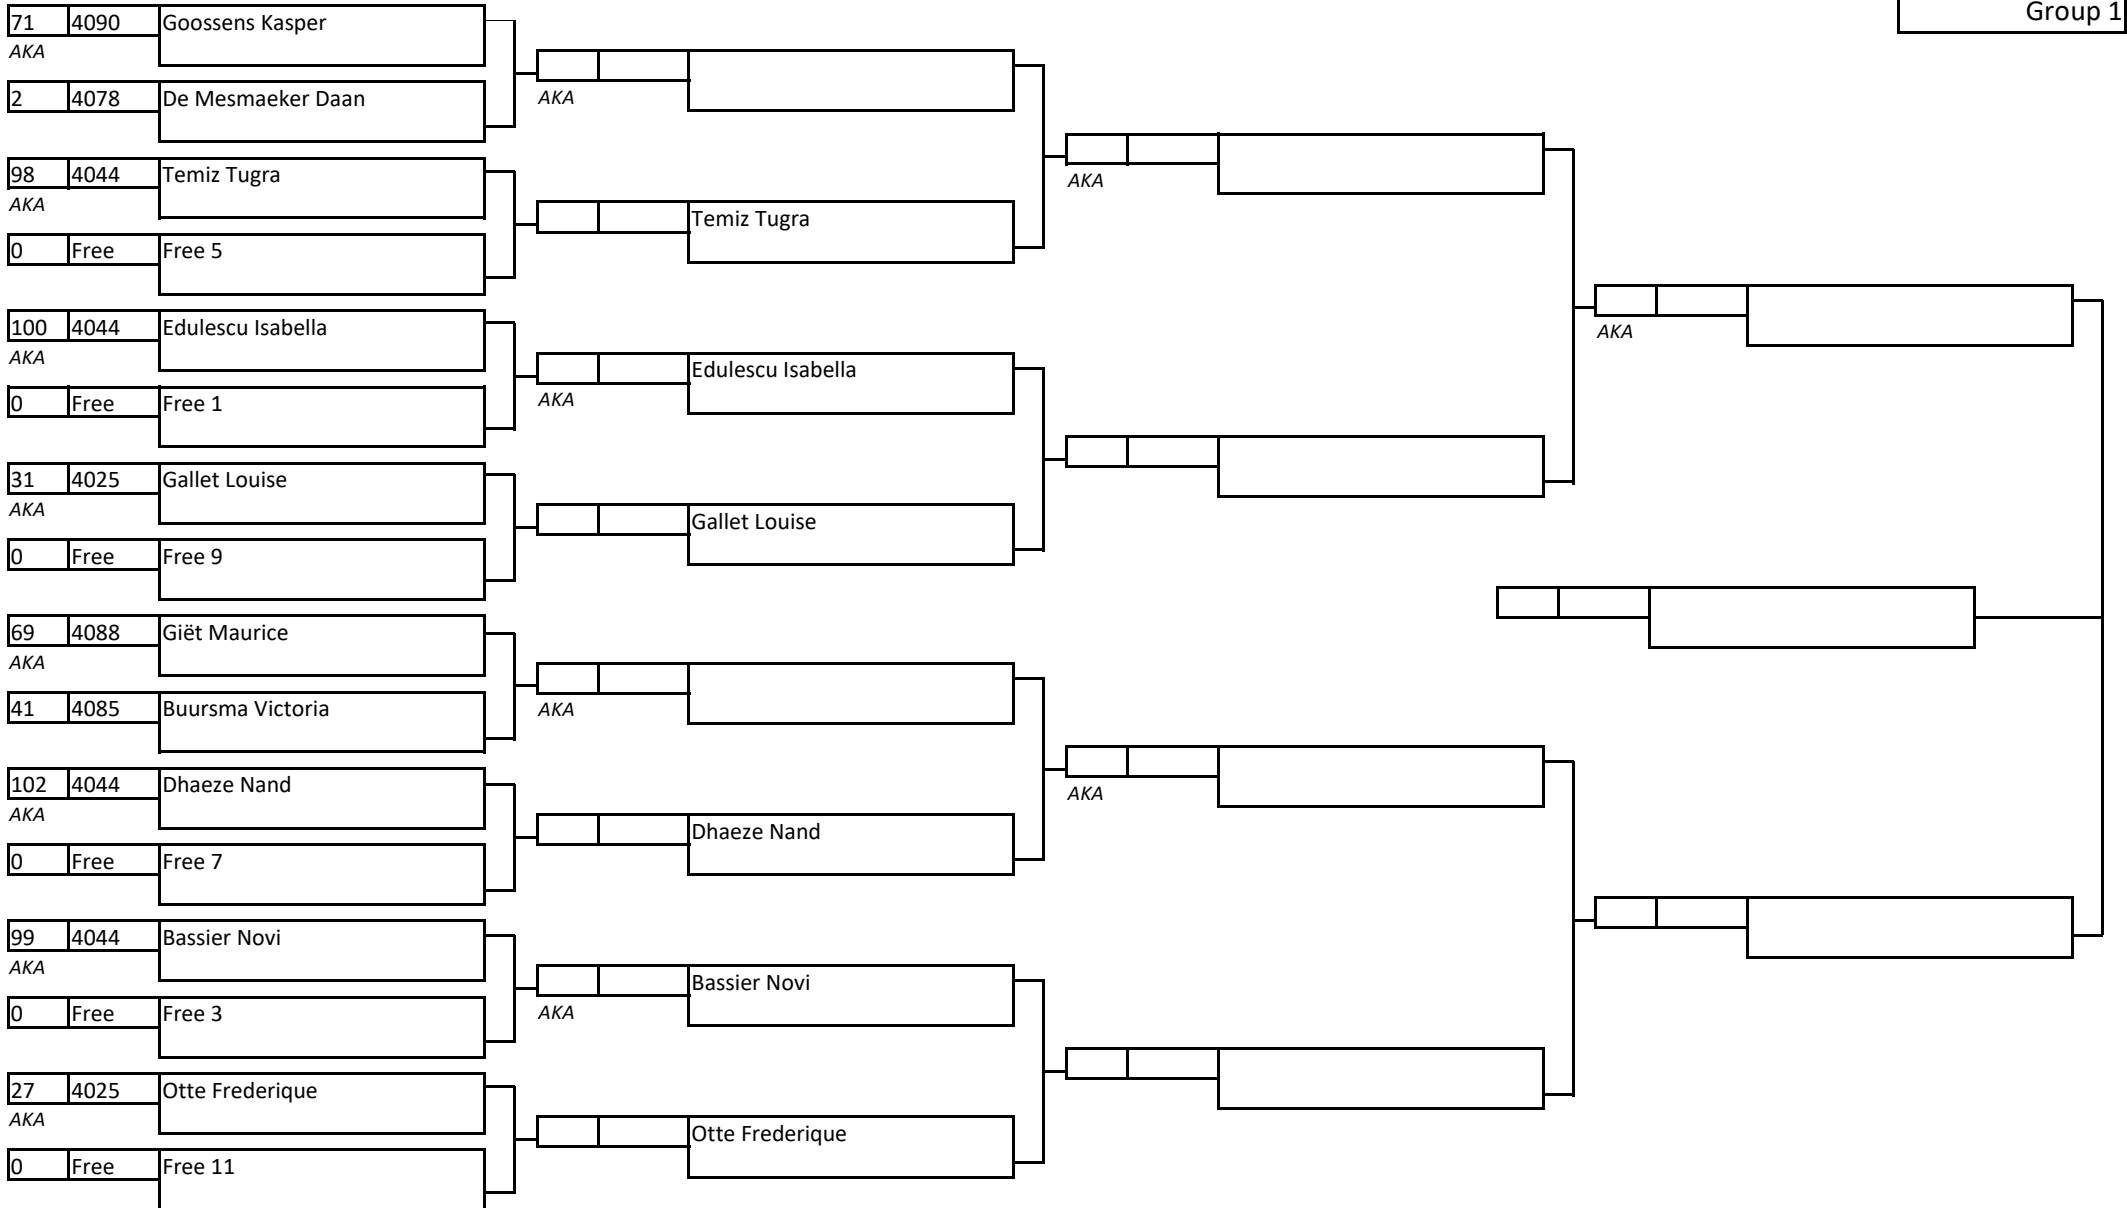 Group 1
71 4090 Goossens Kasper
AKA
2 4078 De Mesmaeker Daan
AKA
98 4044 Temiz Tugra
AKA
AKA
Temiz Tugra
0 Free Free 5
100 4044 Edulescu Isabella
AKA
AKA
Edulescu Isabella
AKA
0 Free Free 1
31 4025 Gallet Louise
AKA
Gallet Louise
0 Free Free 9
69 4088 Giët Maurice
AKA
41 4085 Buursma Victoria
AKA
102 4044 Dhaeze Nand
AKA
AKA
Dhaeze Nand
0 Free Free 7
99 4044 Bassier Novi
AKA
Bassier Novi
0 Free Free 3
AKA
27 4025 Otte Frederique
AKA
Otte Frederique
0 Free Free 11